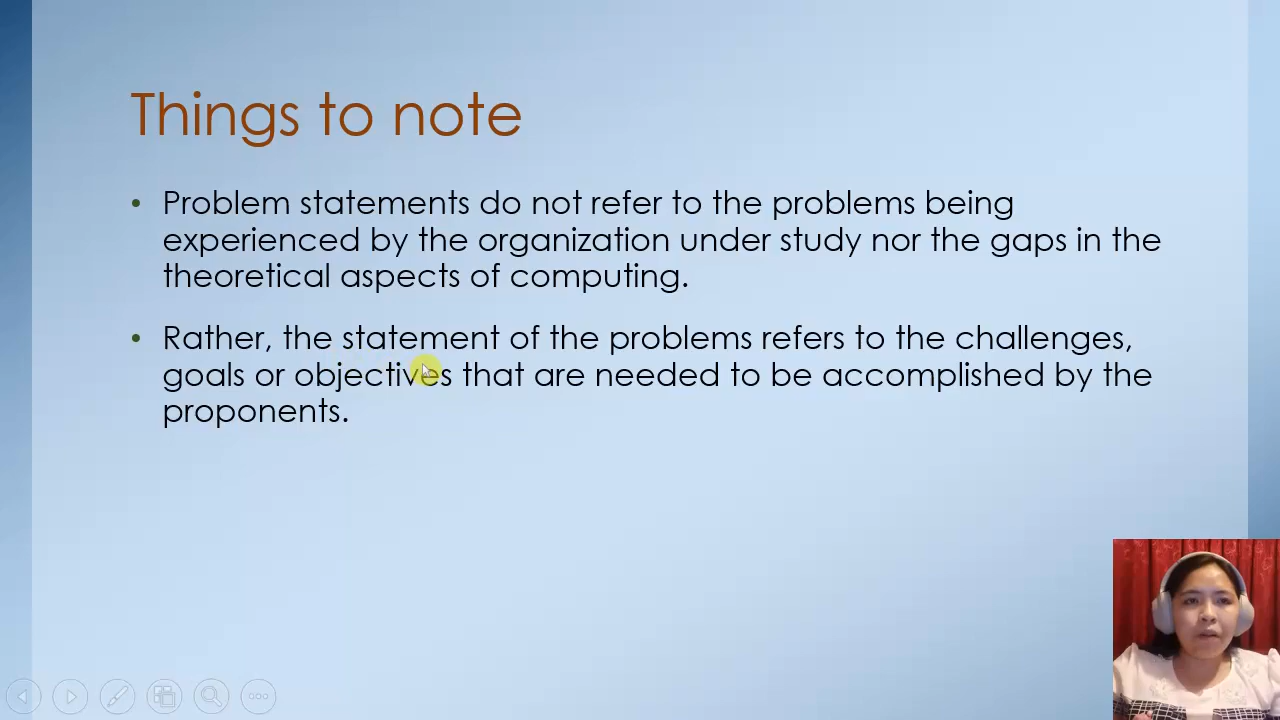 Things to note
• Problem statements do not refer to the problems being
experienced by the organization under study nor the gaps in the
theoretical aspects of computing.
• Rather, the statement of the problems refers to the challenges,
goals or objectives that are needed to be accomplished by the
proponents.